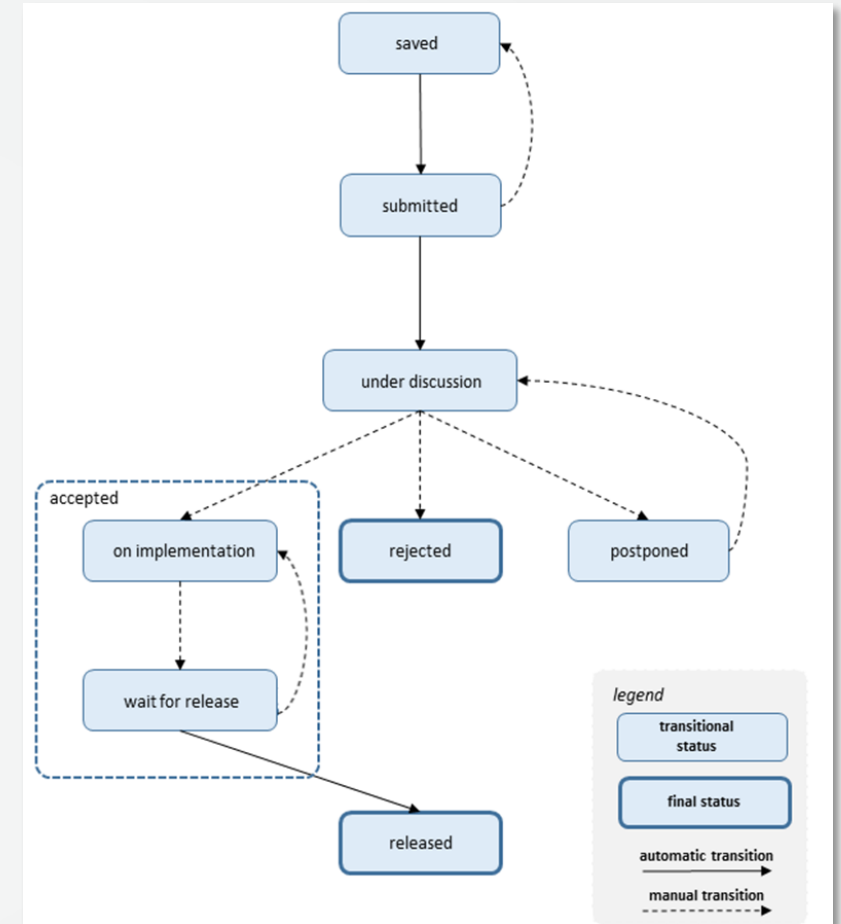 saved
submitted
under discussion
accepted
on implementation
rejected
postponed
wait for release
released
legend
transitional
status
final status
automatic transition
manual transition